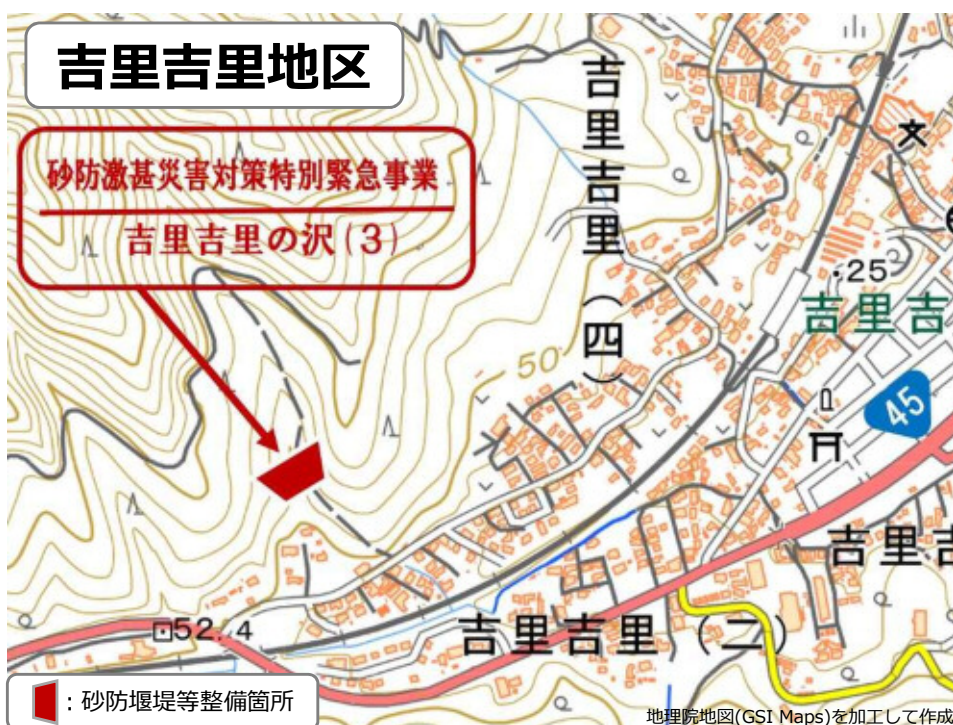 吉里吉里地区
砂防激甚災害対策特別緊急事業
吉里吉里の沢(3)
吉里吉里(四)
50
25
吉里吉
45
吉里吉
吉里吉里(二)
52.4
:砂防堰堤等整備箇所
地理院地図(GSI Maps)を加工して作成